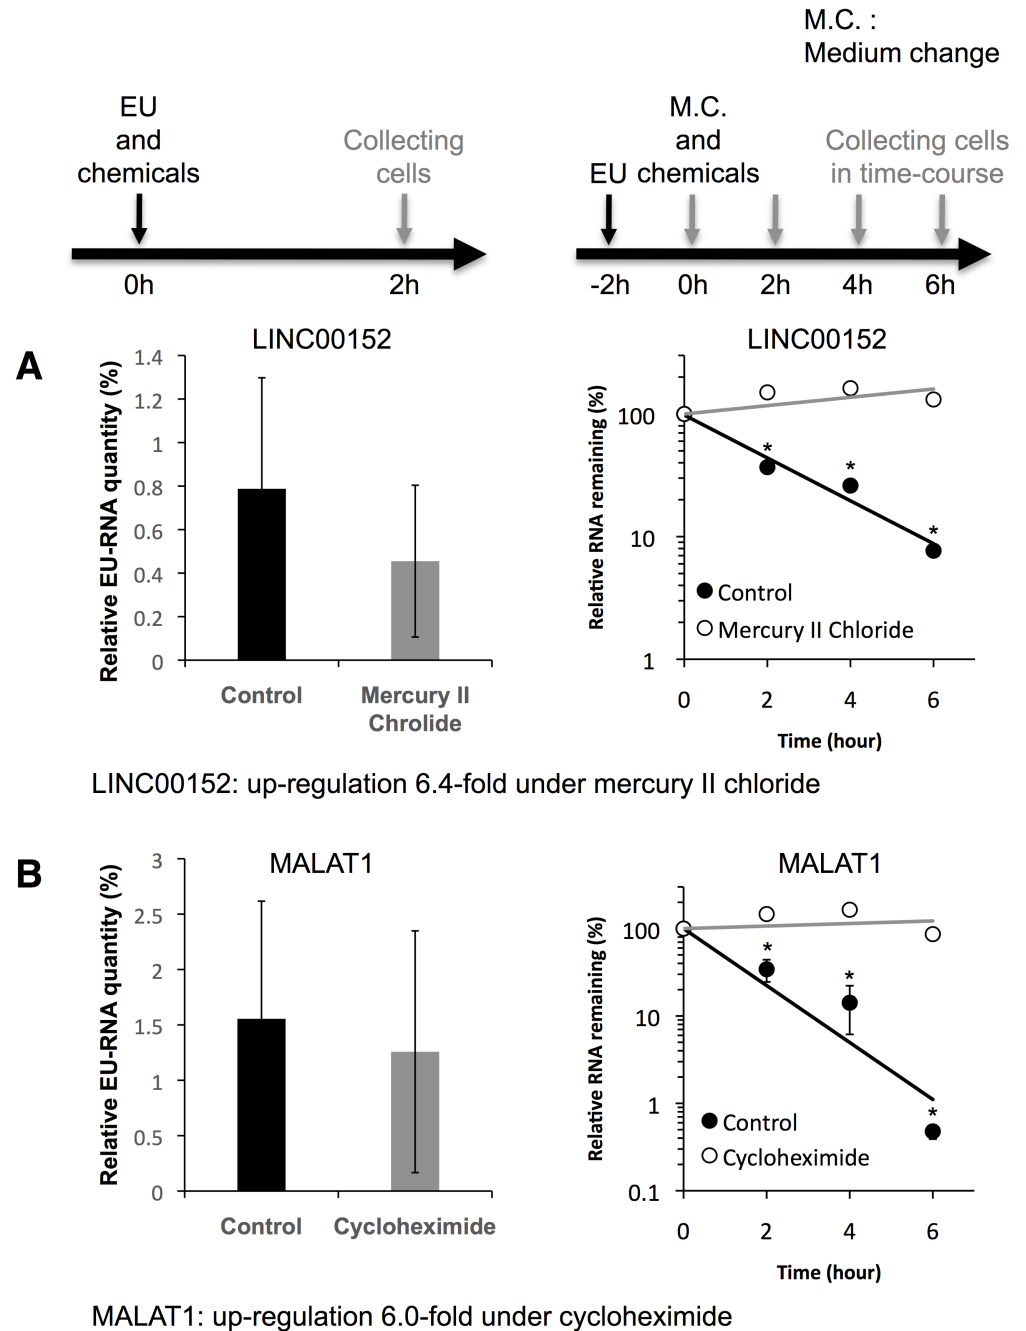 M.C. :
Medium change
EU
and
chemicals
Collecting
cells
0h
2h
M.C.
and
EU chemicals
Collecting cells
in time-course
-2h
0h
2h
4h
6h
A
LINC00152
Relative EU-RNA quantity (%)
1.4
1.2
1
0.8
0.6
0.4
0.2
0
Control
Mercury II
Chrolide
LINC00152
Relative RNA remaining (%)
100
10
1
*
*
*
Control
Mercury II Chloride
0
2
4
6
Time (hour)
LINC00152: up-regulation 6.4-fold under mercury II chloride
B
MALAT1
Relative EU-RNA quantity (%)
3
2.5
2
1.5
1
0.5
0
Control
Cycloheximide
MALAT1
Relative RNA remaining (%)
100
10
1
0.1
*
*
*
Control
Cycloheximide
0
2
4
6
Time (hour)
MALAT1: up-regulation 6.0-fold under cycloheximide